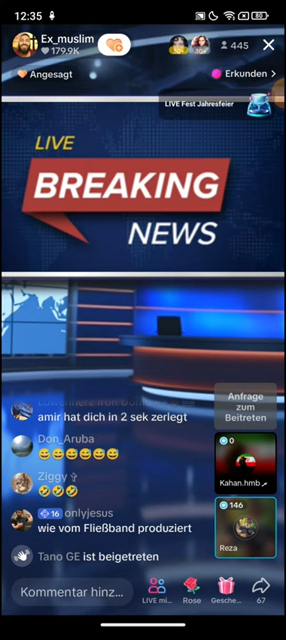 12:35
80
Ex_muslim
179.9K
445
Angesagt
Erkunden >
LIVE Fest Jahresfeier
LIVE
BREAKING
NEWS
Anfrage
zum
Beitreten
amir hat dich in 2 sek zerlegt
Don_Aruba
😅😅😅😅😅😅
0
Kahan.hmb
Ziggy ✞
🤣🤣🤣
16 onlyjesus
wie vom Fließband produziert
146
Reza
Tano GE ist beigetreten
Kommentar hinz...
LIVE mi...
Rose
Gesche...
67